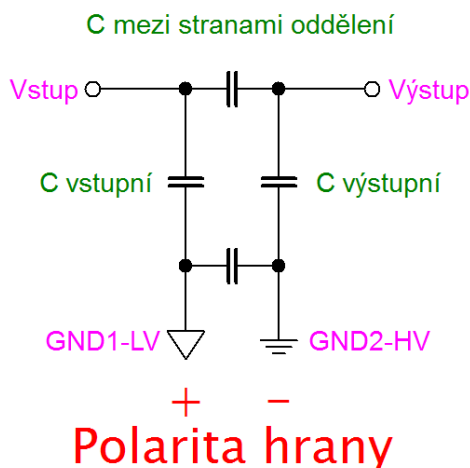 C mezi stranami oddělení
Vstup
Výstup
C vstupní
C výstupní
GND1-LV
GND2-HV
+ −
Polarita hrany